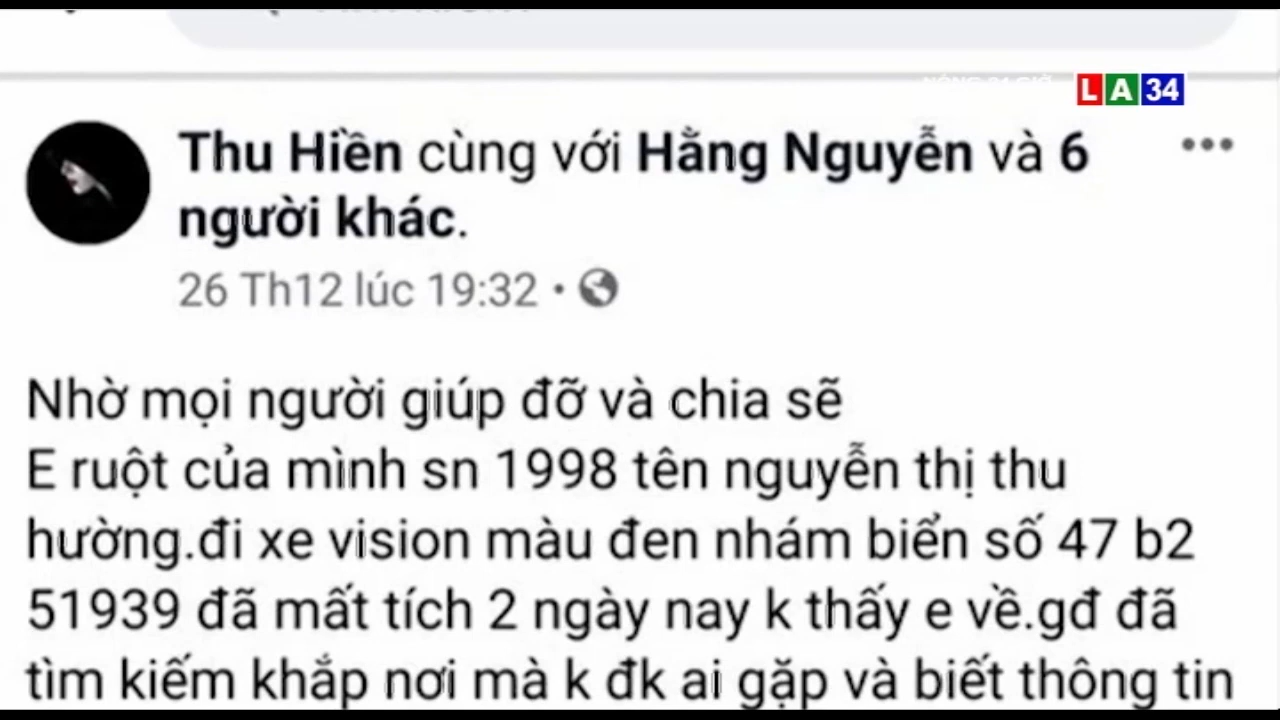 LA34
Thu Hiền cùng với Hằng Nguyễn và 6
người khác.
26 Th12 lúc 19:32 •
Nhờ mọi người giúp đỡ và chia sẽ
E ruột của mình sn 1998 tên nguyễn thị thu
hường.đi xe vision màu đen nhám biển số 47 b2
51939 đã mất tích 2 ngày nay k thấy e về.gđ đã
tìm kiếm khắp nơi mà k đk ai gặp và biết thông tin